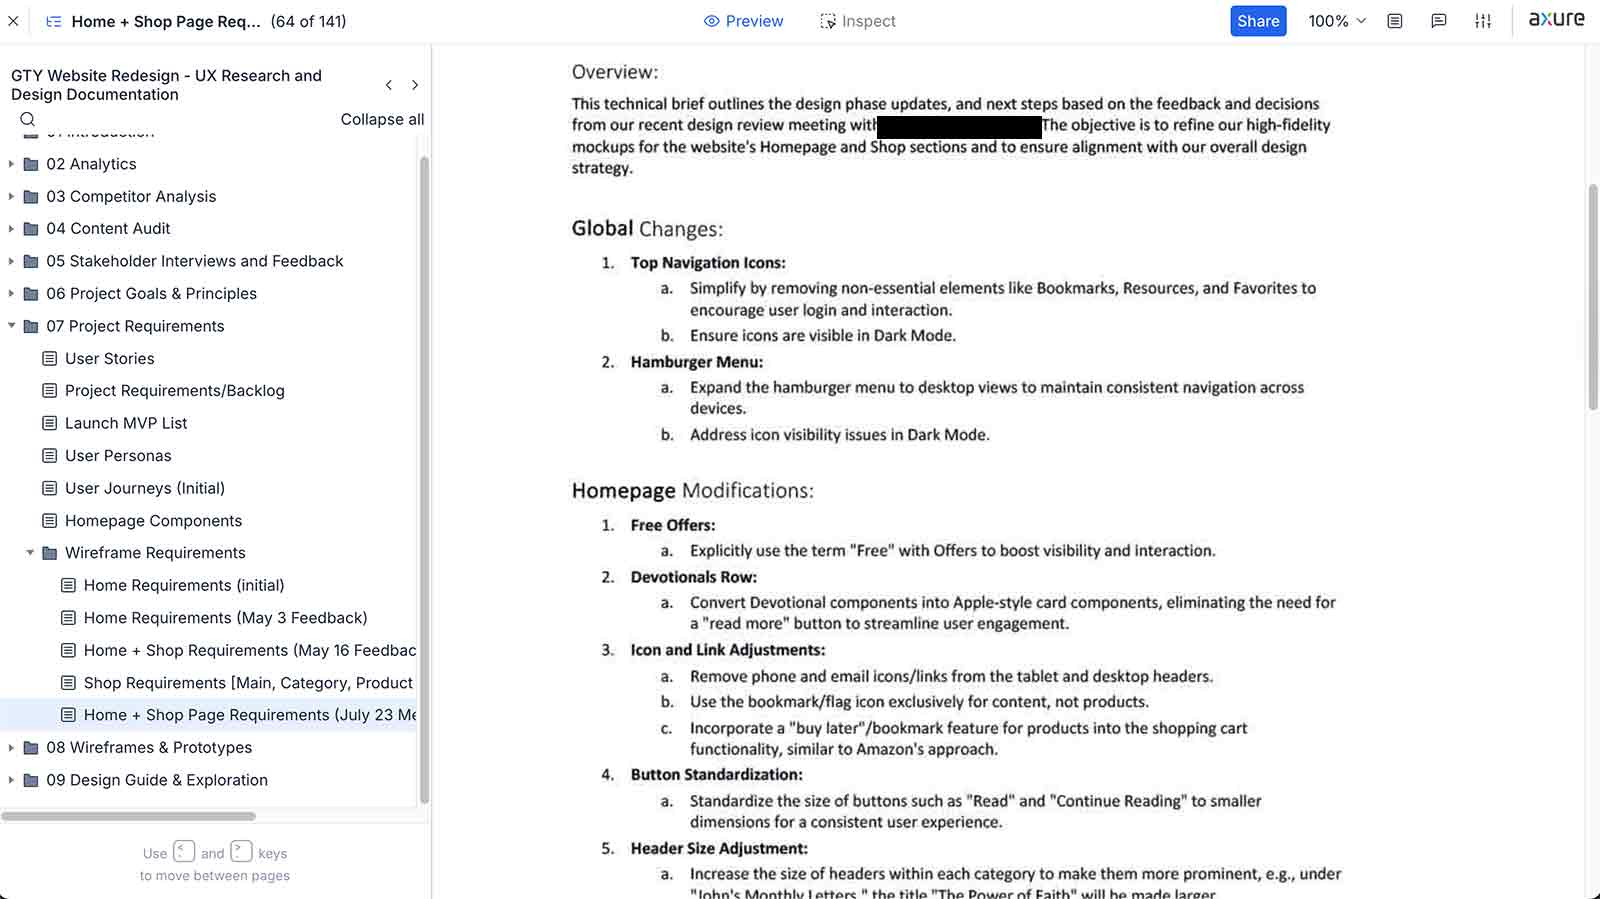 Home + Shop Page Req... (64 of 141)
Preview
Inspect
Share
100%
axure
GTY Website Redesign - UX Research and
Design Documentation
Collapse all
01 Introduction
02 Analytics
03 Competitor Analysis
04 Content Audit
05 Stakeholder Interviews and Feedback
06 Project Goals & Principles
07 Project Requirements
User Stories
Project Requirements/Backlog
Launch MVP List
User Personas
User Journeys (Initial)
Homepage Components
Wireframe Requirements
Home Requirements (initial)
Home Requirements (May 3 Feedback)
Home + Shop Requirements (May 16 Feedbac
Shop Requirements [Main, Category, Product
Home + Shop Page Requirements (July 23 Me
08 Wireframes & Prototypes
09 Design Guide & Exploration
Use < and > keys
to move between pages
Overview:
This technical brief outlines the design phase updates, and next steps based on the feedback and decisions
from our recent design review meeting with The objective is to refine our high-fidelity
mockups for the website's Homepage and Shop sections and to ensure alignment with our overall design
strategy.
Global Changes:
1. Top Navigation Icons:
a. Simplify by removing non-essential elements like Bookmarks, Resources, and Favorites to
encourage user login and interaction.
b. Ensure icons are visible in Dark Mode.
2. Hamburger Menu:
a. Expand the hamburger menu to desktop views to maintain consistent navigation across
devices.
b. Address icon visibility issues in Dark Mode.
Homepage Modifications:
1. Free Offers:
a. Explicitly use the term "Free" with Offers to boost visibility and interaction.
2. Devotionals Row:
a. Convert Devotional components into Apple-style card components, eliminating the need for
a "read more" button to streamline user engagement.
3. Icon and Link Adjustments:
a. Remove phone and email icons/links from the tablet and desktop headers.
b. Use the bookmark/flag icon exclusively for content, not products.
c. Incorporate a "buy later"/bookmark feature for products into the shopping cart
functionality, similar to Amazon's approach.
4. Button Standardization:
a. Standardize the size of buttons such as "Read" and "Continue Reading" to smaller
dimensions for a consistent user experience.
5. Header Size Adjustment:
a. Increase the size of headers within each category to make them more prominent, e.g., under
"John's Monthly Letters," the title "The Power of Faith" will be made larger.